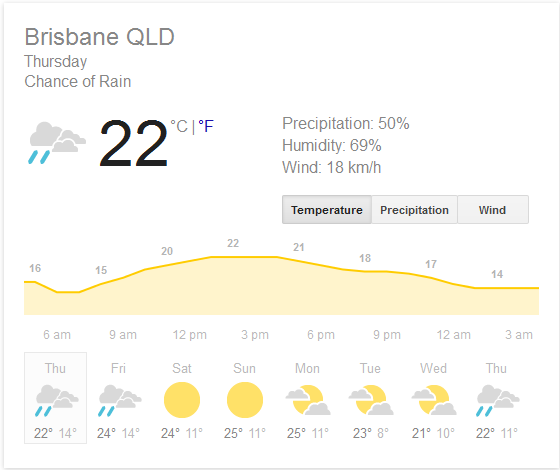 Brisbane QLD
Thursday
Chance of Rain
22 °C | °F
Precipitation: 50%
Humidity: 69%
Wind: 18 km/h
Temperature Precipitation Wind
16 15 20 22 21 18 17 14
6 am 9 am 12 pm 3 pm 6 pm 9 pm 12 am 3 am
Thu Fri Sat Sun Mon Tue Wed Thu
22° 14° 24° 14° 24° 11° 25° 11° 25° 11° 23° 8° 21° 10° 22° 11°